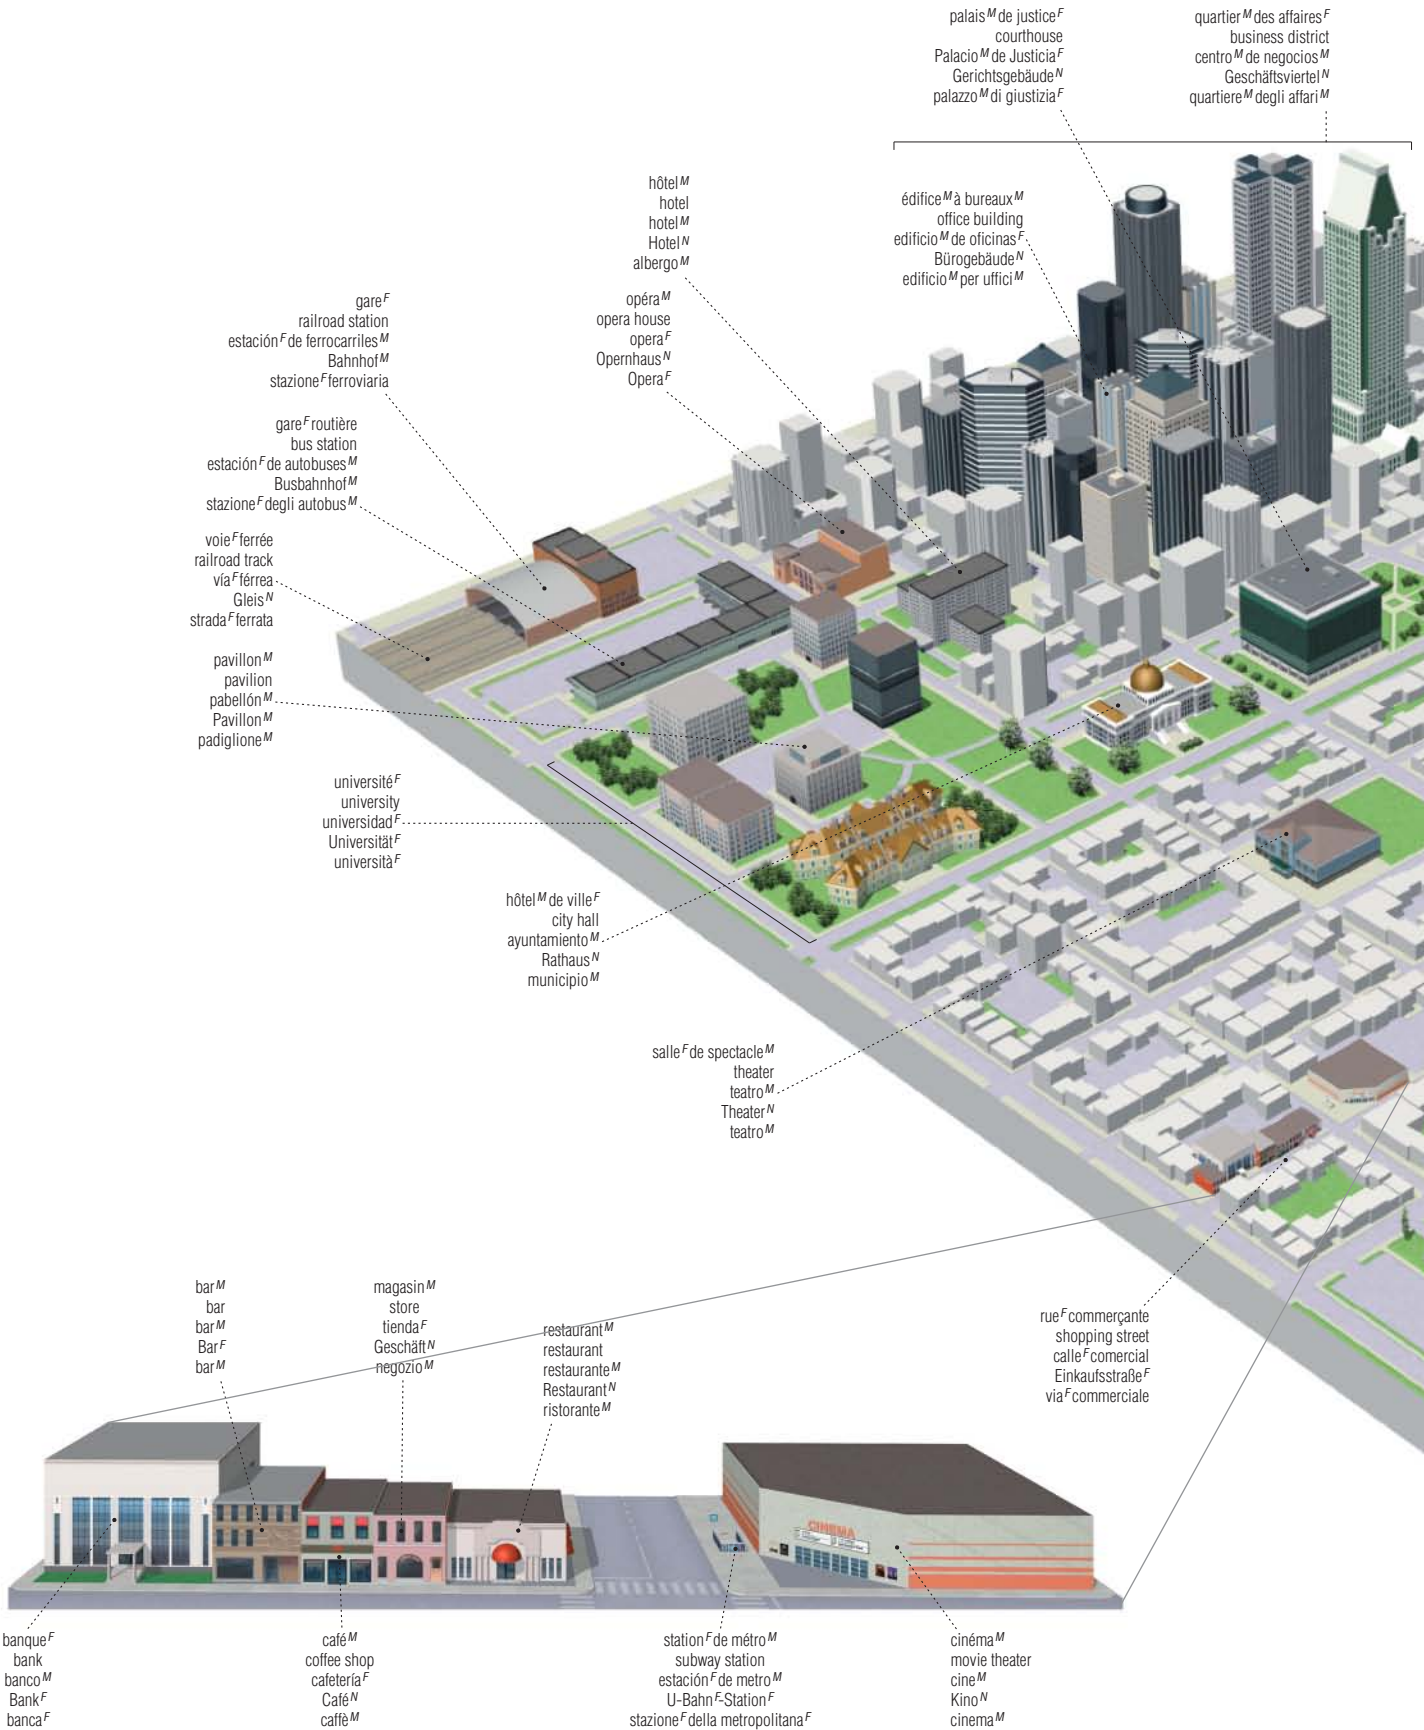 palais M de justice F
courthouse
Palacio M de Justicia F
Gerichtsgebäude N
palazzo M di giustizia F
quartier M des affaires F
business district
centro M de negocios M
Geschäftsviertel N
quartiere M degli affari M
hôtel M
hotel
hotel M
Hotel N
albergo M
édifice M à bureaux M
office building
edificio M de oficinas F
Bürogebäude N
edificio M per uffici M
opéra M
opera house
opera F
Opernhaus N
Opera F
gare F
railroad station
estación F de ferrocarriles M
Bahnhof M
stazione F ferroviaria
gare F routière
bus station
estación F de autobuses M
Busbahnhof M
stazione F degli autobus M
voie F ferrée
railroad track
vía F férrea
Gleis N
strada F ferrata
pavillon M
pavilion
pabellón M
Pavillon M
padiglione M
université F
university
universidad F
Universität F
università F
hôtel M de ville F
city hall
ayuntamiento M
Rathaus N
municipio M
salle F de spectacle M
theater
teatro M
Theater N
teatro M
rue F commerçante
shopping street
calle F comercial
Einkaufsstraße F
via F commerciale
bar M
bar
bar M
Bar F
bar M
magasin M
store
tienda F
Geschäft N
negozio M
restaurant M
restaurant
restaurante M
Restaurant N
ristorante M
CINEMA
banque F
bank
banco M
Bank F
banca F
café M
coffee shop
cafetería F
Café N
caffè M
station F de métro M
subway station
estación F de metro M
U-Bahn F-Station F
stazione F della metropolitana F
cinéma M
movie theater
cine M
Kino N
cinema M